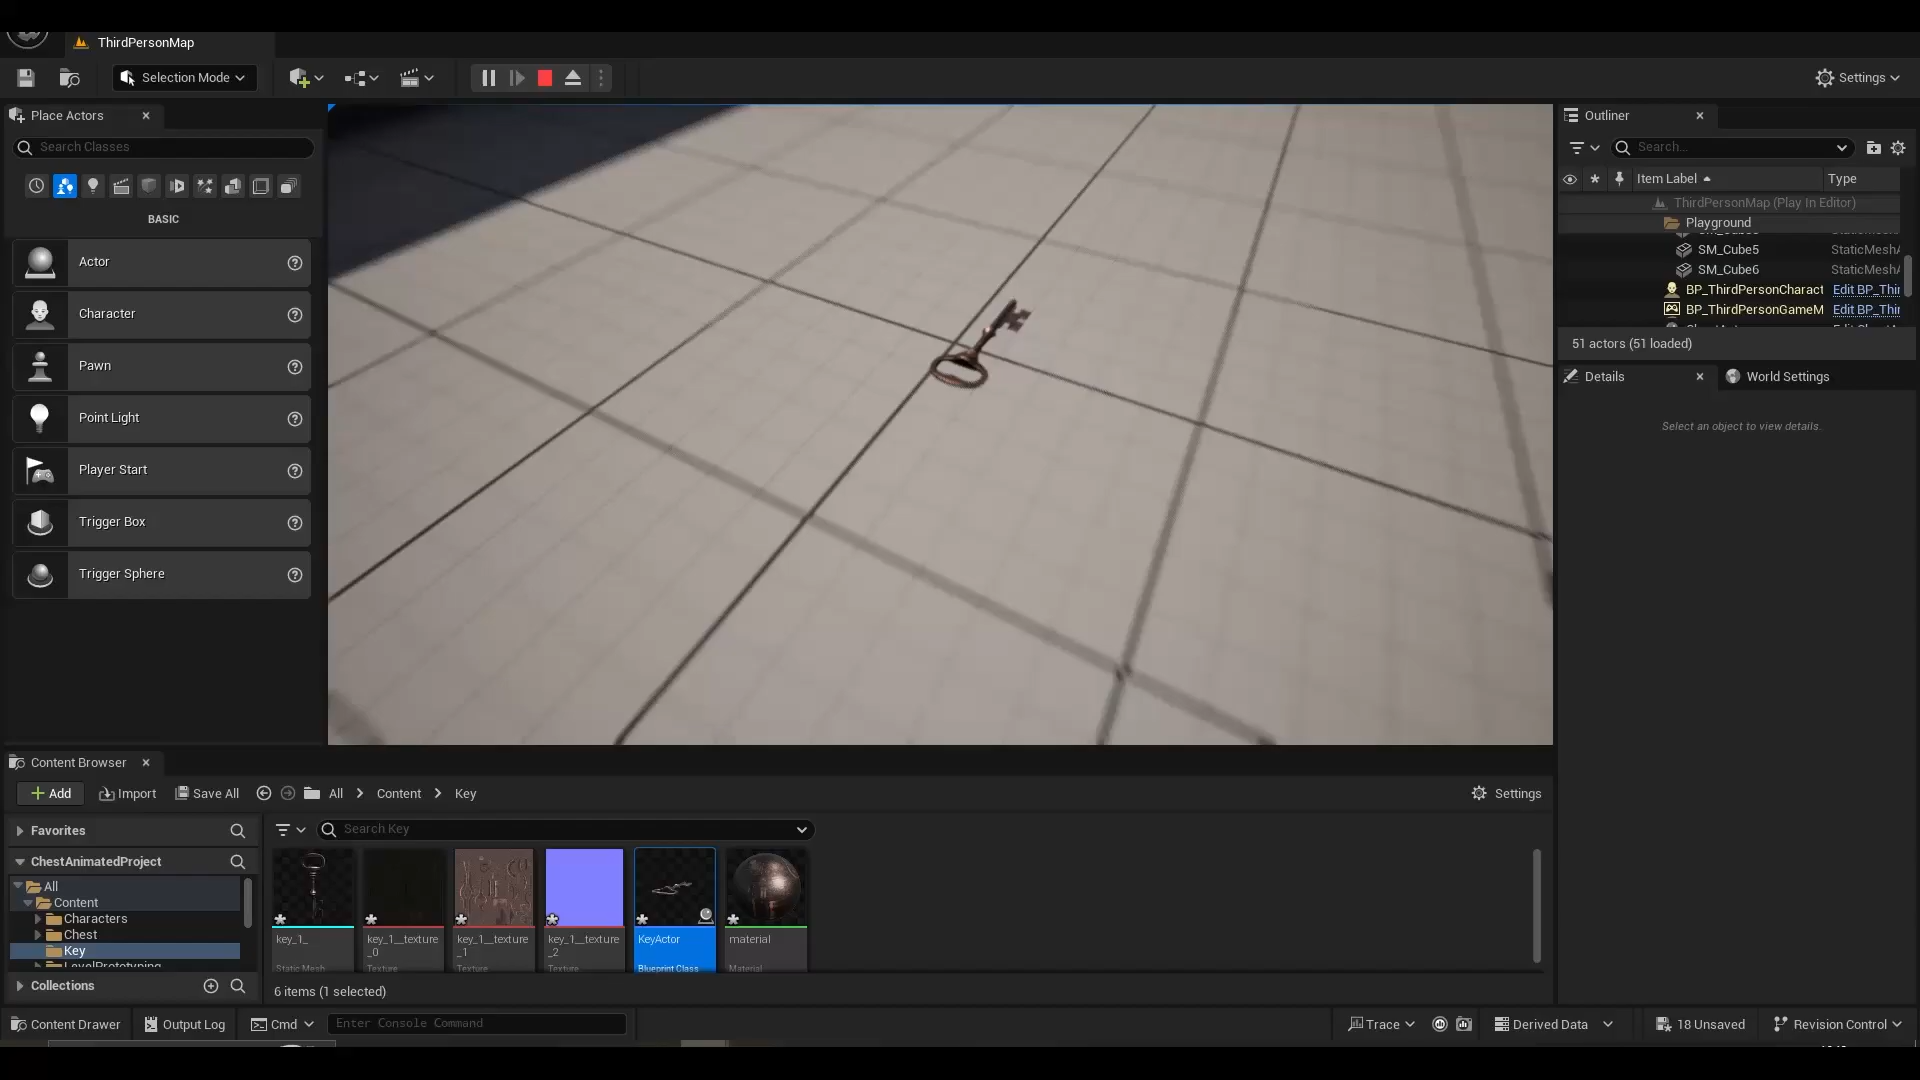 ThirdPersonMap
Selection Mode
Settings
Place Actors
Search Classes
BASIC
Actor
Character
Pawn
Point Light
Player Start
Trigger Box
Trigger Sphere
Outliner
Search...
Item Label
Type
ThirdPersonMap (Play In Editor)
Playground
SM_Cube5
StaticMeshA
SM_Cube6
StaticMeshA
BP_ThirdPersonCharact
Edit BP_Thir
BP_ThirdPersonGameM
Edit BP_Thir
51 actors (51 loaded)
Details
World Settings
Select an object to view details.
Content Browser
Add
Import
Save All
All
Content
Key
Settings
Favorites
Search Key
ChestAnimatedProject
All
Content
Characters
Chest
Key
LevelPrototyping
Collections
key_1_
Static Mesh
key_1__texture
_0
Texture
key_1__texture
_1
Texture
key_1__texture
_2
Texture
KeyActor
Blueprint Class
material
Material
6 items (1 selected)
Content Drawer
Output Log
Cmd
Enter Console Command
Trace
Derived Data
18 Unsaved
Revision Control